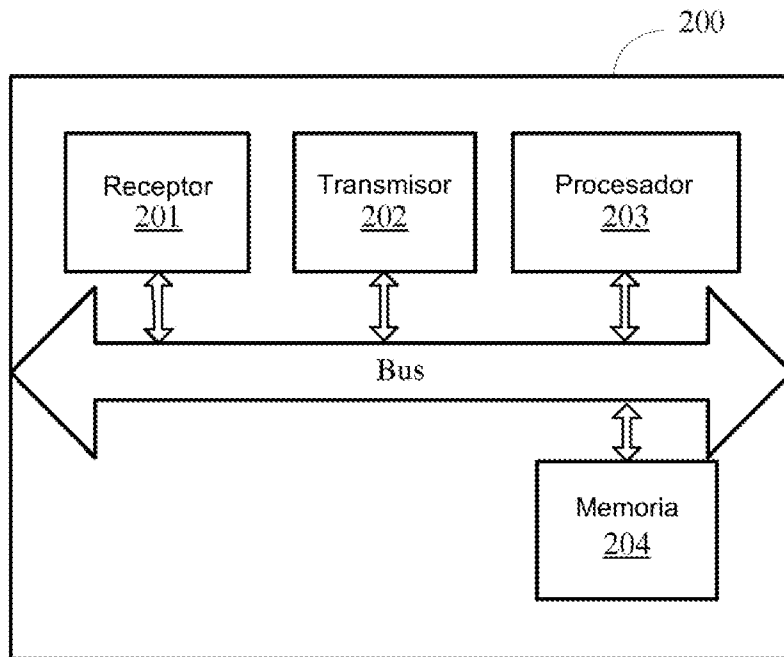 200
Receptor
201
Transmisor
202
Procesador
203
Bus
Memoria
204